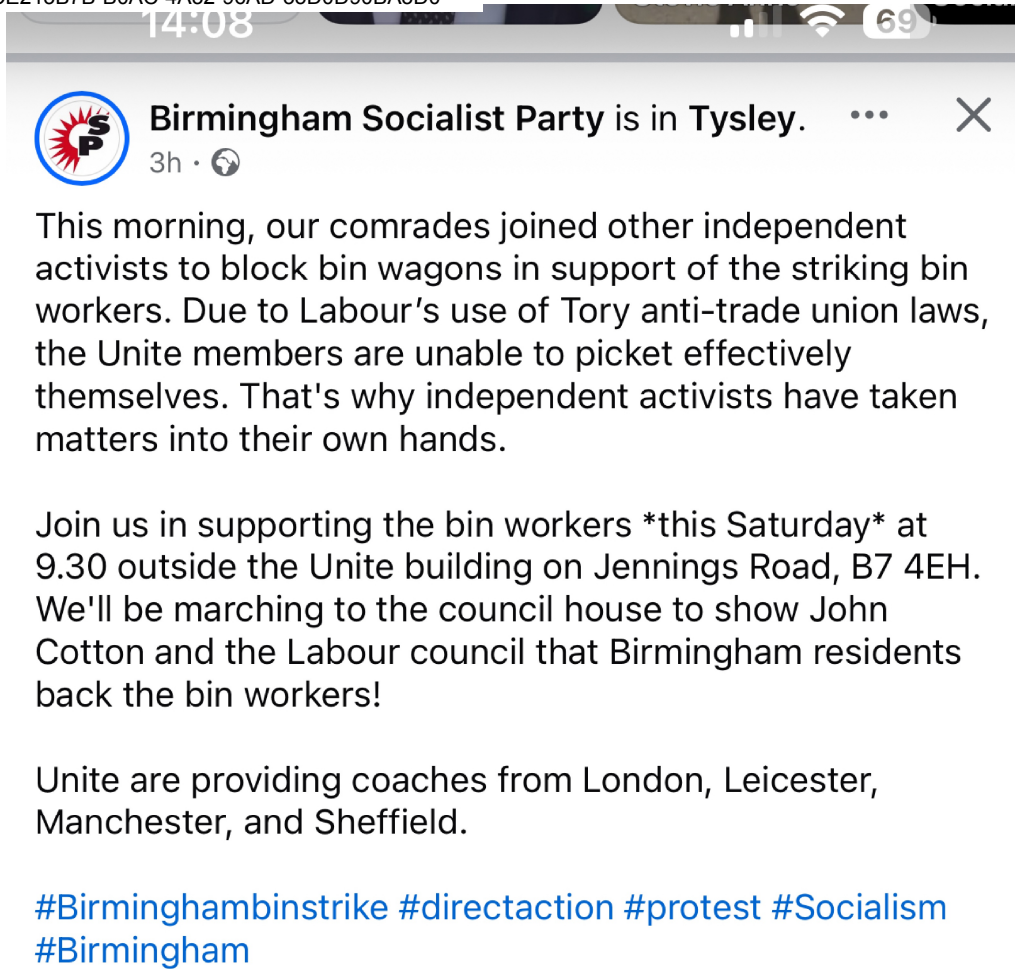 14:08
69
Birmingham Socialist Party is in Tysley.
3h ·
SP
This morning, our comrades joined other independent
activists to block bin wagons in support of the striking bin
workers. Due to Labour’s use of Tory anti-trade union laws,
the Unite members are unable to picket effectively
themselves. That's why independent activists have taken
matters into their own hands.
Join us in supporting the bin workers *this Saturday* at
9.30 outside the Unite building on Jennings Road, B7 4EH.
We'll be marching to the council house to show John
Cotton and the Labour council that Birmingham residents
back the bin workers!
Unite are providing coaches from London, Leicester,
Manchester, and Sheffield.
#Birminghambinstrike #directaction #protest #Socialism
#Birmingham